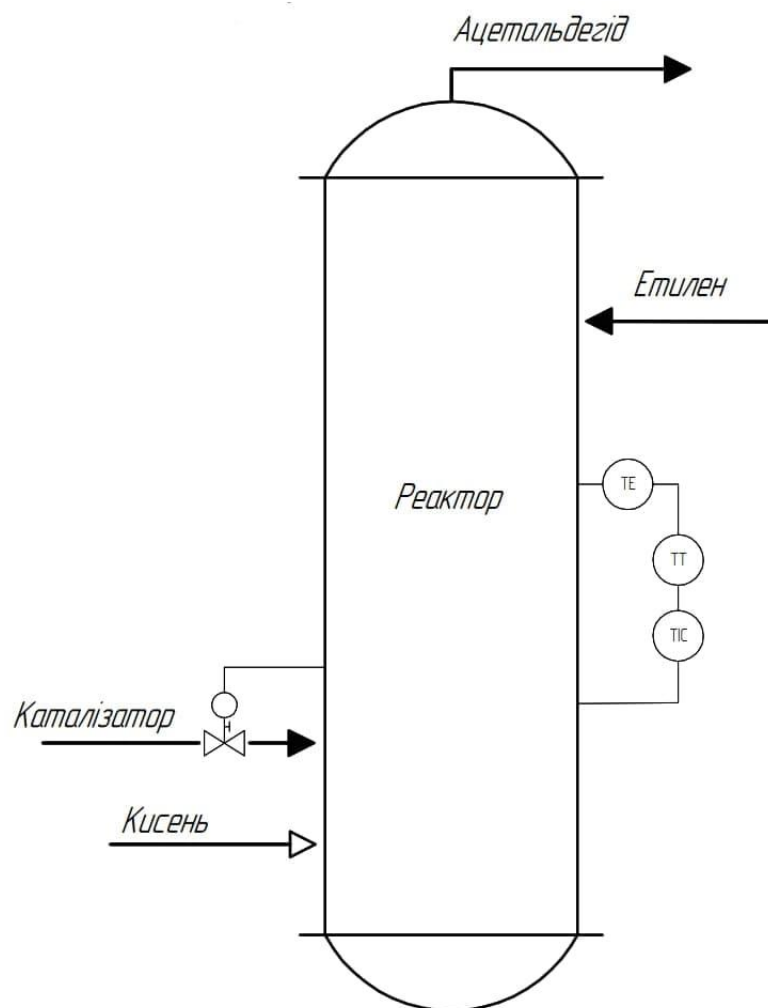 Ацетальдегід
Етилен
Реактор
TE
TT
TIC
Каталізатор
Кисень